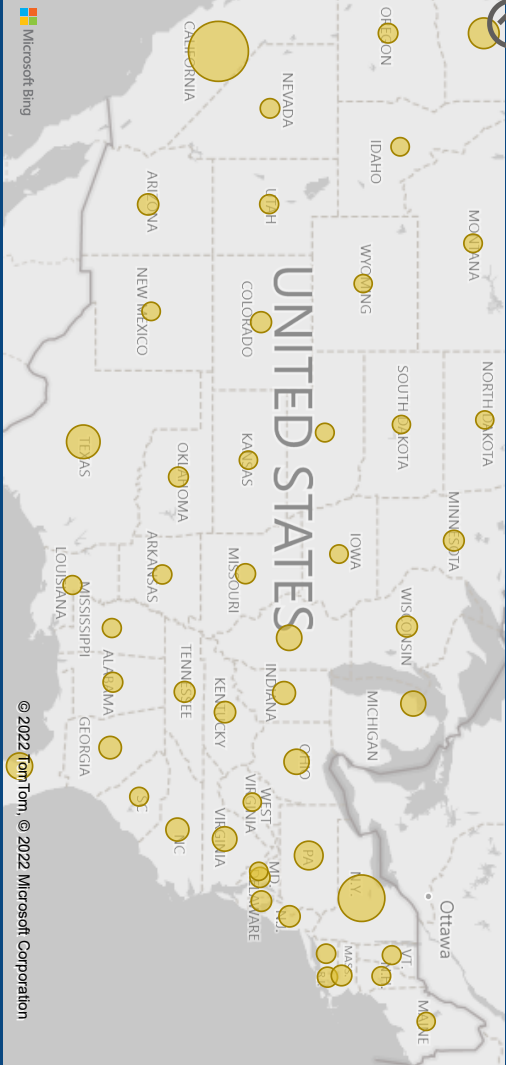 NORTH DAKOTA
MONTANA
MINNESOTA
Ottawa
MAINE
VT.
WISCONSIN
SOUTH DAKOTA
OREGON
N.H.
IDAHO
MICHIGAN
WYOMING
IOWA
N.Y.
MASS.
PA
OHIO
UNITED STATES
NEVADA
N.J.
MD.
UTAH
INDIANA
WEST
VIRGINIA
DELAWARE
KANSAS
COLORADO
MISSOURI
VIRGINIA
KENTUCKY
CALIFORNIA
TENNESSEE
OKLAHOMA
NC
ARIZONA
ARKANSAS
NEW MEXICO
SC
ALABAMA
TEXAS
MISSISSIPPI
GEORGIA
LOUISIANA
Microsoft Bing
© 2022 TomTom, © 2022 Microsoft Corporation